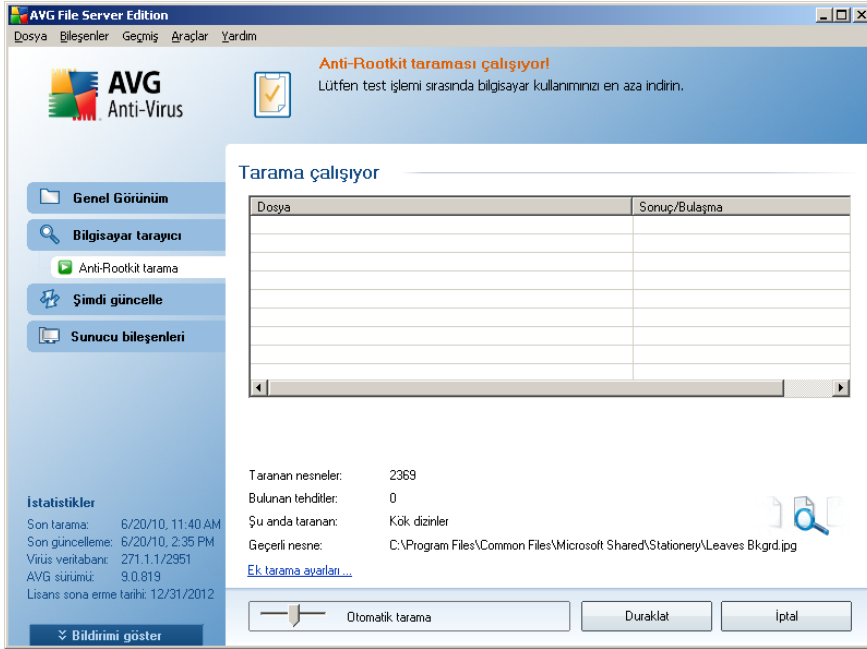 AVG File Server Edition
Dosya Bileşenler Geçmiş Araçlar Yardım
AVG
Anti-Virus
Anti-Rootkit taraması çalışıyor!
Lütfen test işlemi sırasında bilgisayar kullanımınızı en aza indirin.
Genel Görünüm
Bilgisayar tarayıcı
Anti-Rootkit tarama
Şimdi güncelle
Sunucu bileşenleri
Tarama çalışıyor
Dosya Sonuç/Bulaşma
Taranan nesneler: 2369
Bulunan tehditler: 0
Şu anda taranan: Kök dizinler
Geçerli nesne: C:\Program Files\Common Files\Microsoft Shared\Stationery\Leaves Bkgrd.jpg
Ek tarama ayarları ...
İstatistikler
Son tarama: 6/20/10, 11:40 AM
Son güncelleme: 6/20/10, 2:35 PM
Virüs veritabanı: 271.1.1/2951
AVG sürümü: 9.0.819
Lisans sona erme tarihi: 12/31/2012
Bildirimi göster
Otomatik tarama
Duraklat
İptal